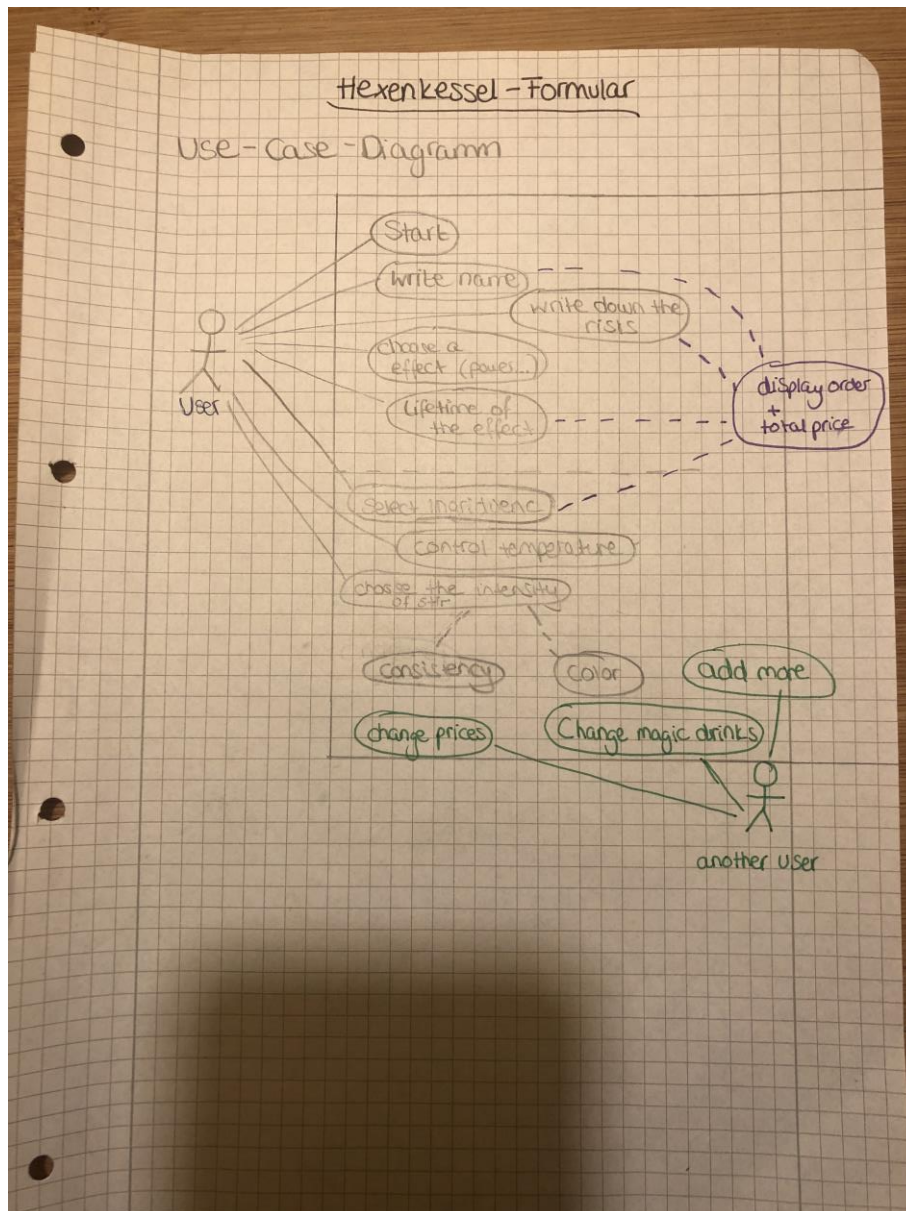 Hexenkessel-Formular
Use-Case-Diagramm
Start
write name
write down the
risks
choose a
effect (power...)
Lifetime of
the effect
display order
+
total price
User
select
control temperature
choose the intensity
of stir
consistency
color
add more
change prices
Change magic drinks
another user